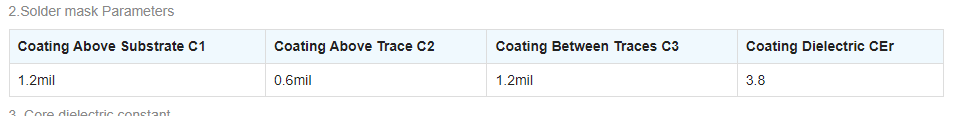 2.Solder mask Parameters
Coating Above Substrate C1 Coating Above Trace C2 Coating Between Traces C3 Coating Dielectric CEr
1.2mil 0.6mil 1.2mil 3.8
3. Core dielectric constant